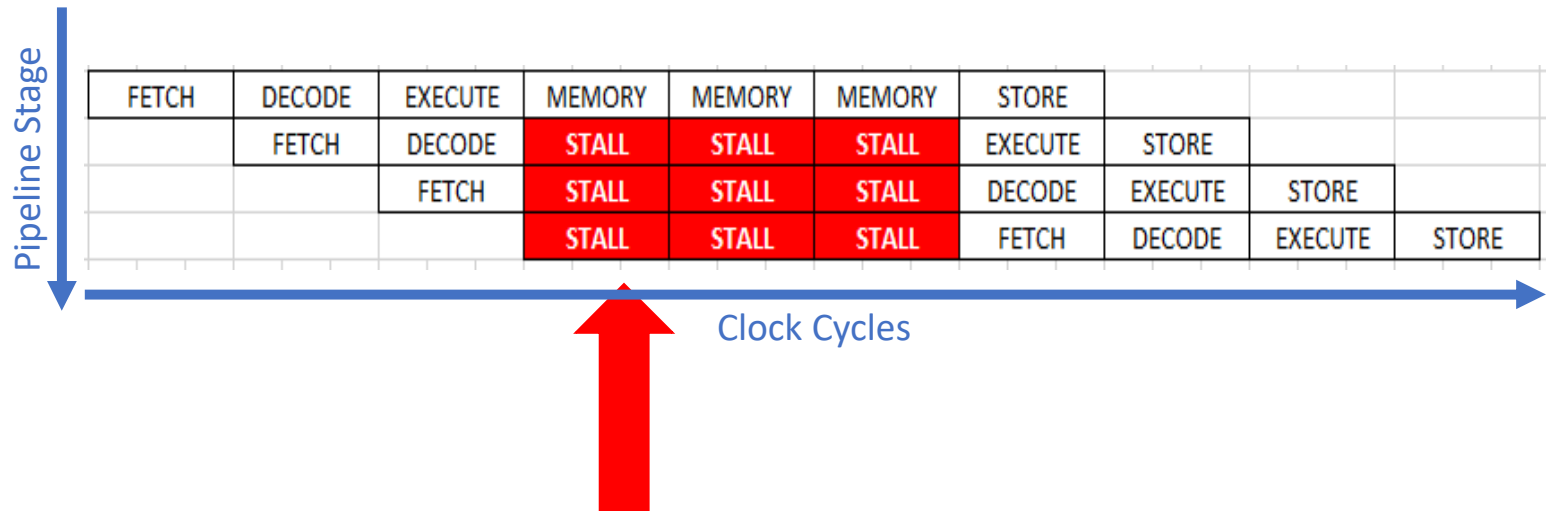 Pipeline Stage
FETCH DECODE EXECUTE MEMORY MEMORY MEMORY STORE
FETCH DECODE STALL STALL STALL EXECUTE STORE
FETCH STALL STALL STALL DECODE EXECUTE STORE
STALL STALL STALL FETCH DECODE EXECUTE STORE
Clock Cycles